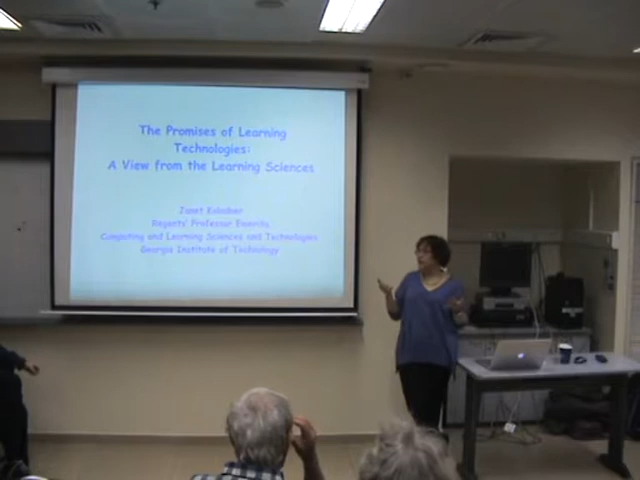 The Promises of Learning
Technologies:
A View from the Learning Sciences
Janet Kolodner
Regents' Professor Emerita
Computing and Learning Sciences and Technologies
Georgia Institute of Technology